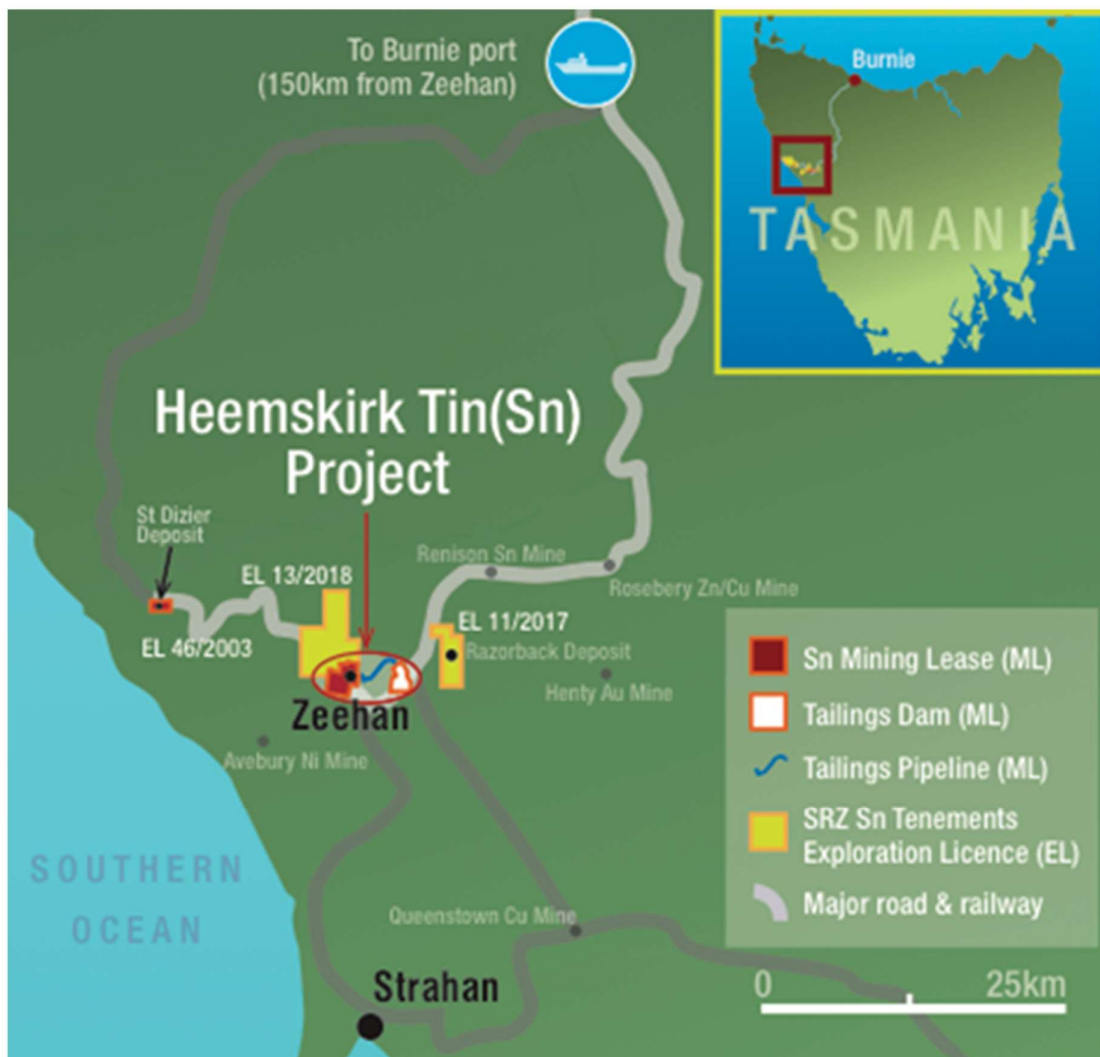 To Burnie port
(150km from Zeehan)
Burnie
TASMANIA
Heemskirk Tin(Sn)
Project
St Dizier
Deposit
EL 13/2018
Renison Sn Mine
Rosebery Zn/Cu Mine
EL 46/2003
EL 11/2017
Razorback Deposit
Henty Au Mine
Zeehan
Avebury Ni Mine
Sn Mining Lease (ML)
Tailings Dam (ML)
Tailings Pipeline (ML)
SRZ Sn Tenements
Exploration Licence (EL)
Major road & railway
SOUTHERN
OCEAN
Queenstown Cu Mine
Strahan
0 25km